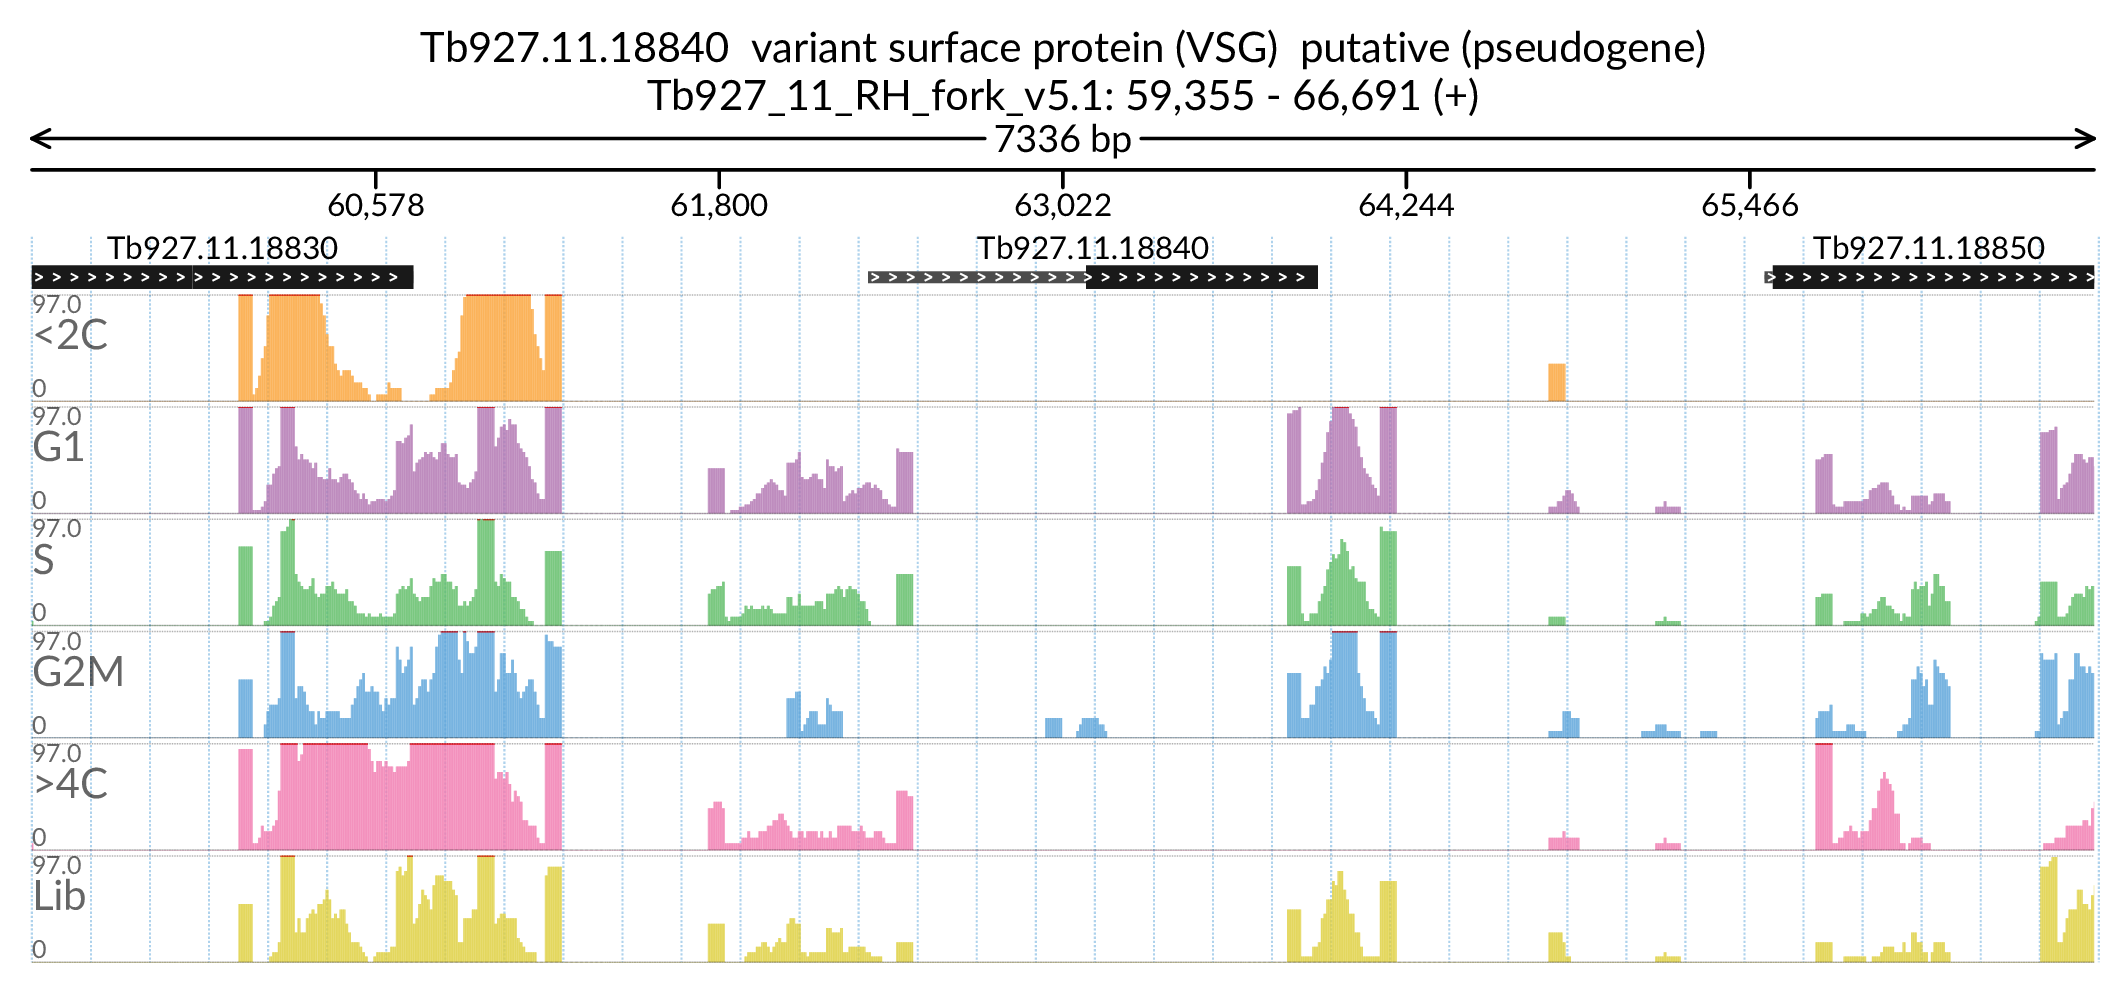 Tb927.11.18840  variant surface protein (VSG)  putative (pseudogene)
Tb927_11_RH_fork_v5.1: 59,355 - 66,691 (+)
7336 bp
60,578 61,800 63,022 64,244 65,466
Tb927.11.18830 Tb927.11.18840 Tb927.11.18850
97.0
<2C
0
97.0
G1
0
97.0
S
0
97.0
G2M
0
97.0
>4C
0
97.0
Lib
0